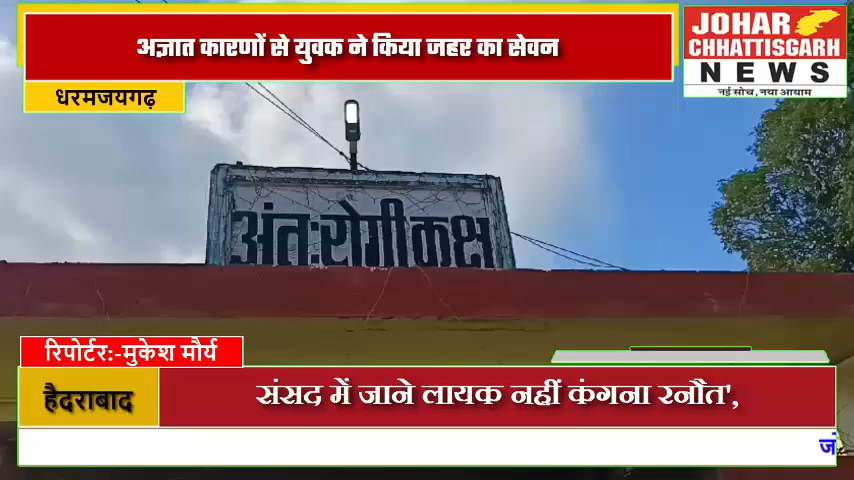 अज्ञात कारणों से युवक ने किया जहर का सेवन
JOHAR
CHHATTISGARH
NEWS
नई सोच, नया आयाम
धरमजयगढ़
अंतःरोगी कक्ष
रिपोर्टर:-मुकेश मौर्य
हैदराबाद
संसद में जाने लायक नहीं कंगना रनौत',